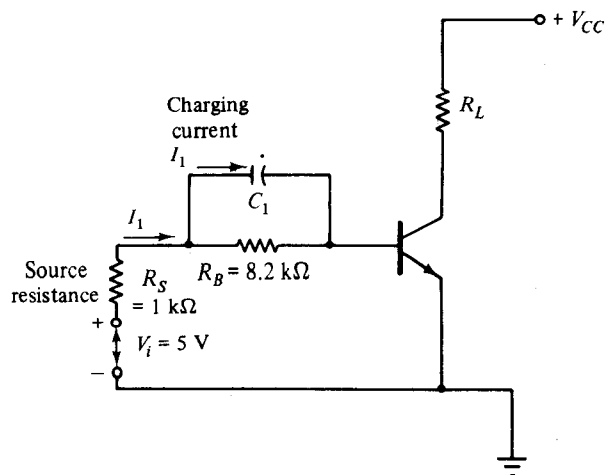 + V_CC
R_L
Charging
current
I_1
C_1
I_1
Source
resistance
R_S
= 1 kΩ
R_B = 8.2 kΩ
+
V_i = 5 V
−